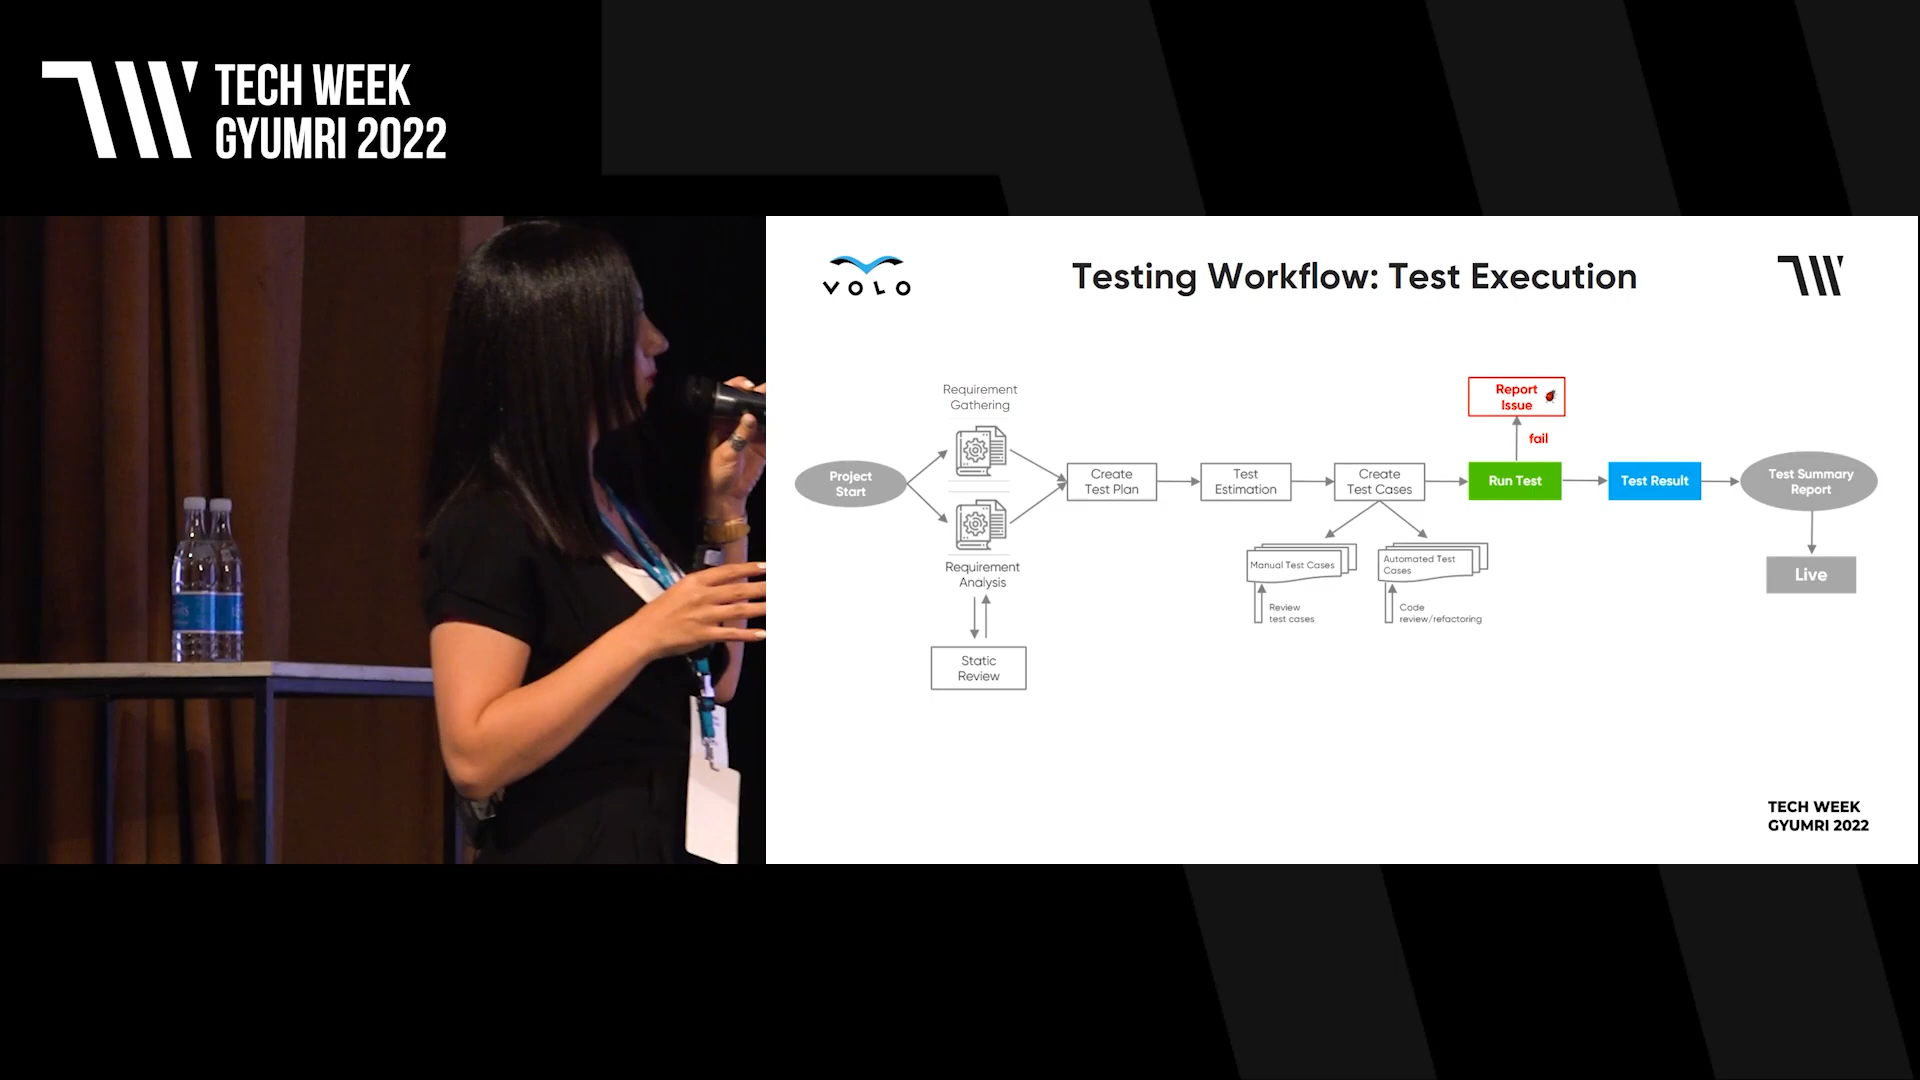 TECH WEEK
GYUMRI 2022
VOLO
Testing Workflow: Test Execution
Requirement
Gathering
Project
Start
Requirement
Analysis
Static
Review
Create
Test Plan
Test
Estimation
Create
Test Cases
Manual Test Cases
Review
test cases
Automated Test
Cases
Code
review/refactoring
Report
Issue
fail
Run Test
Test Result
Test Summary
Report
Live
TECH WEEK
GYUMRI 2022